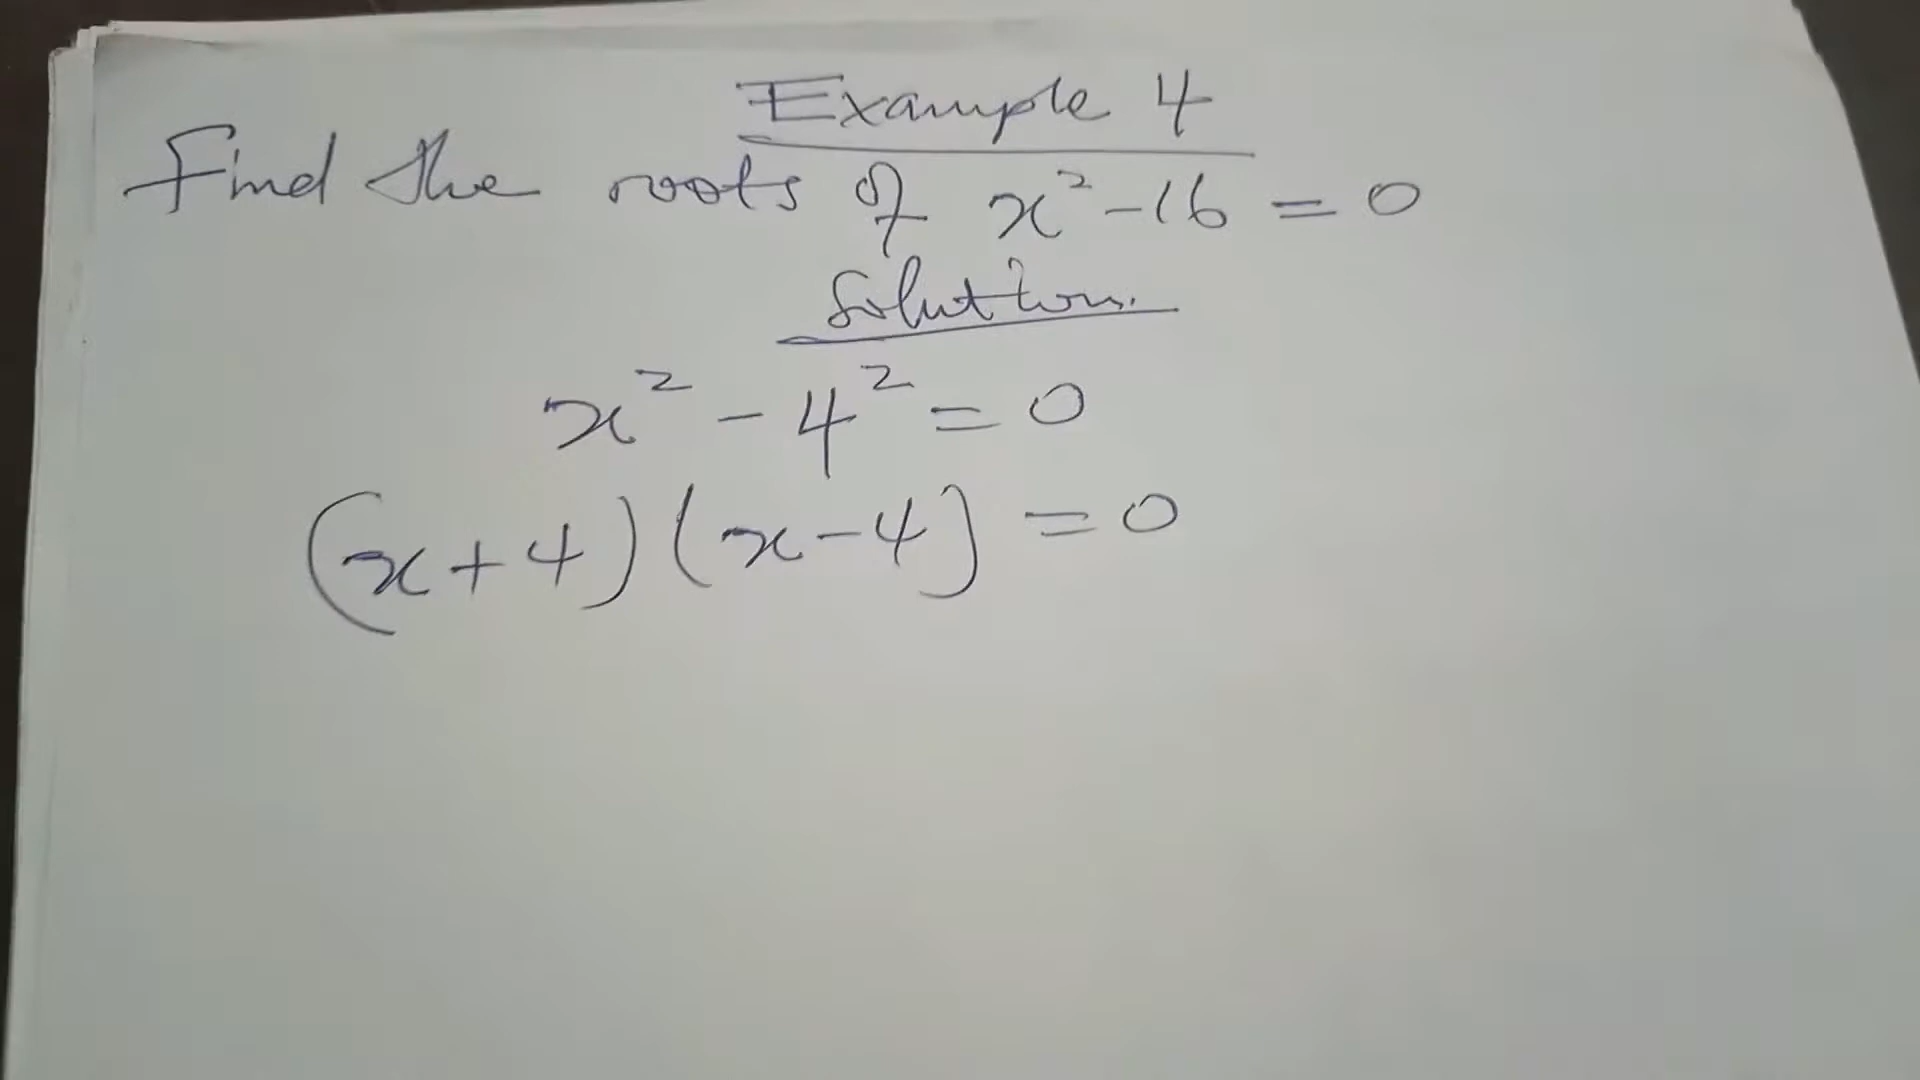 Example 4
Find the roots of x² - 16 = 0
Solution.
x² - 4² = 0
(x + 4) (x - 4) = 0